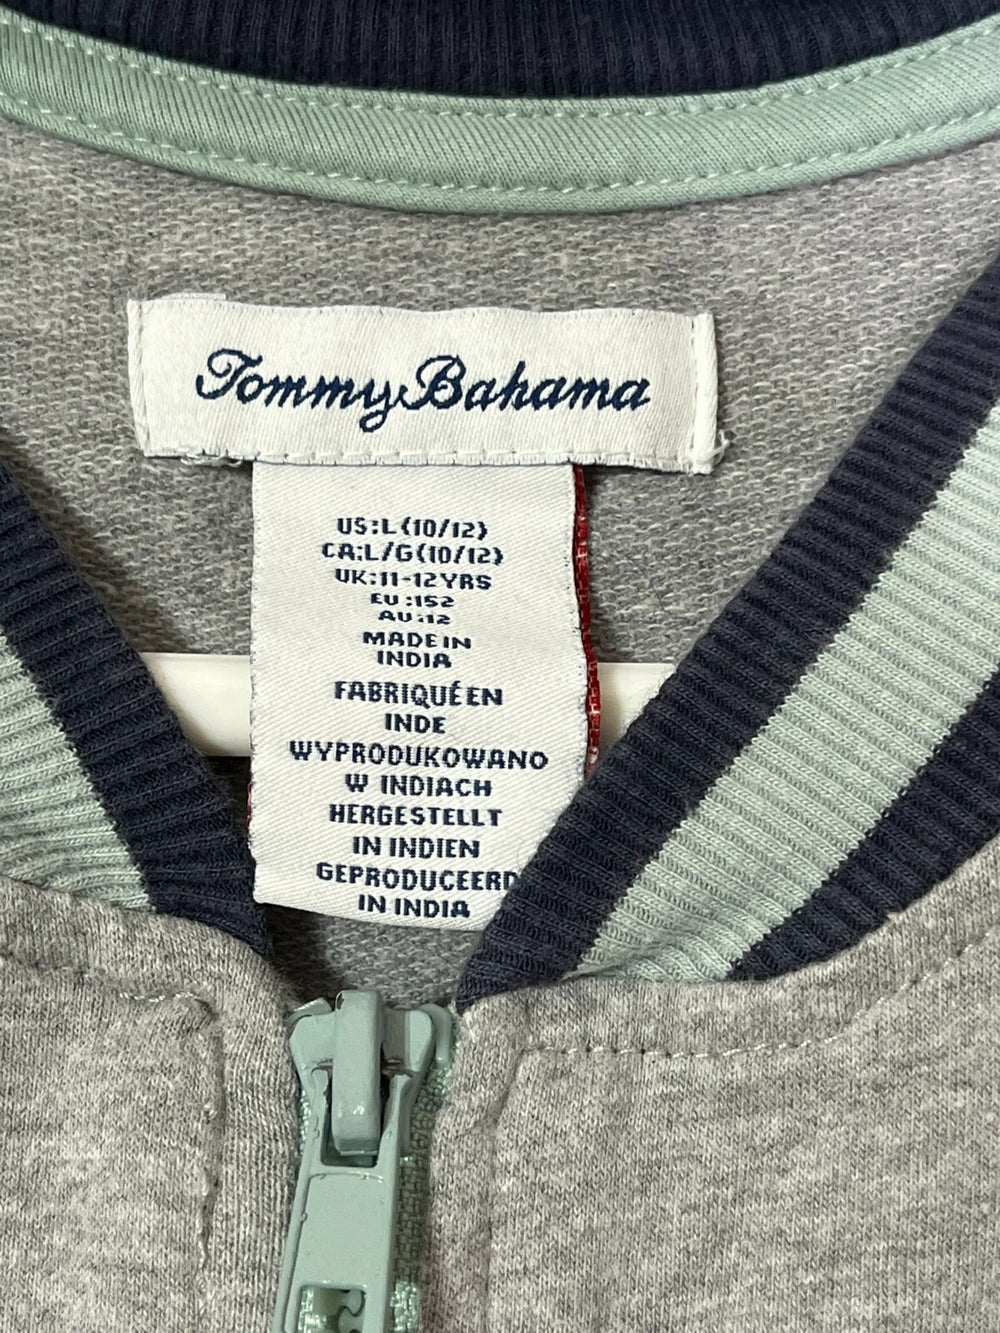 Tommy Bahama
US:L(10/12)
CA:L/G(10/12)
UK:11-12YRS
EU:152
AU:12
MADE IN
INDIA
FABRIQUÉ EN
INDE
WYPRODUKOWANO
W INDIACH
HERGESTELLT
IN INDIEN
GEPRODUCEERD
IN INDIA